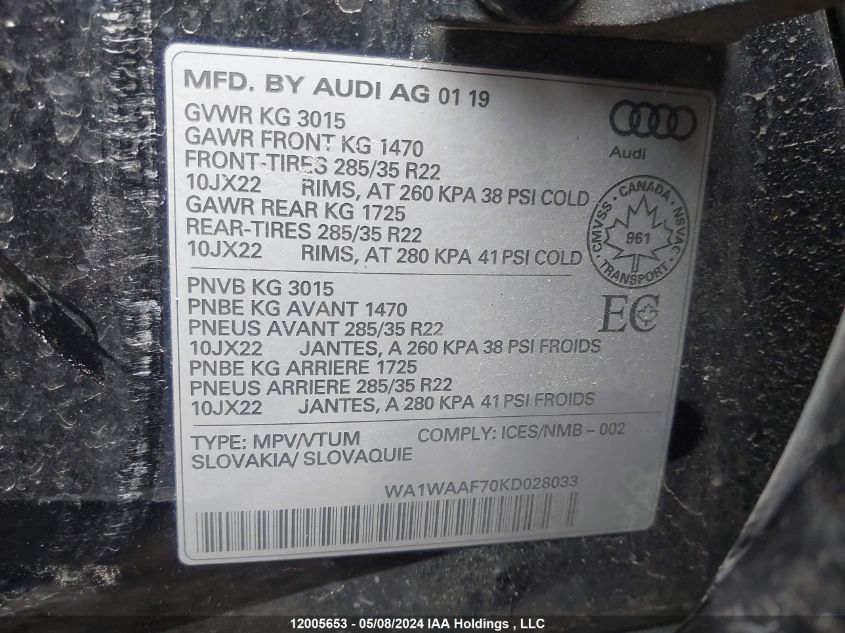 MFD. BY AUDI AG 01 19
GVWR KG 3015
GAWR FRONT KG 1470
FRONT-TIRES 285/35 R22
10JX22 RIMS, AT 260 KPA 38 PSI COLD
GAWR REAR KG 1725
REAR-TIRES 285/35 R22
10JX22 RIMS, AT 280 KPA 41 PSI COLD
Audi
CMVSS - CANADA - NSVAC
961
TRANSPORT
PNVB KG 3015
PNBE KG AVANT 1470
PNEUS AVANT 285/35 R22
10JX22 JANTES, A 260 KPA 38 PSI FROIDS
PNBE KG ARRIERE 1725
PNEUS ARRIERE 285/35 R22
10JX22 JANTES, A 280 KPA 41 PSI FROIDS
EC
TYPE: MPV/VTUM COMPLY: ICES/NMB - 002
SLOVAKIA/ SLOVAQUIE
WA1WAAF70KD028033
12005653 - 05/08/2024 IAA Holdings , LLC